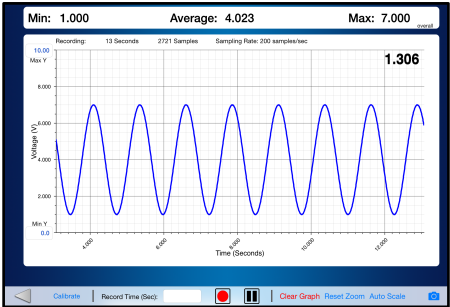 Min: 1.000 Average: 4.023 Max: 7.000
overall
Recording: 13 Seconds 2721 Samples Sampling Rate: 200 samples/sec
10.00
Max Y
1.306
8.000
6.000
Voltage (V)
4.000
2.000
Min Y
0.0
4.000 6.000 8.000 10.000 12.000
Time (Seconds)
Calibrate Record Time (Sec): Clear Graph Reset Zoom Auto Scale